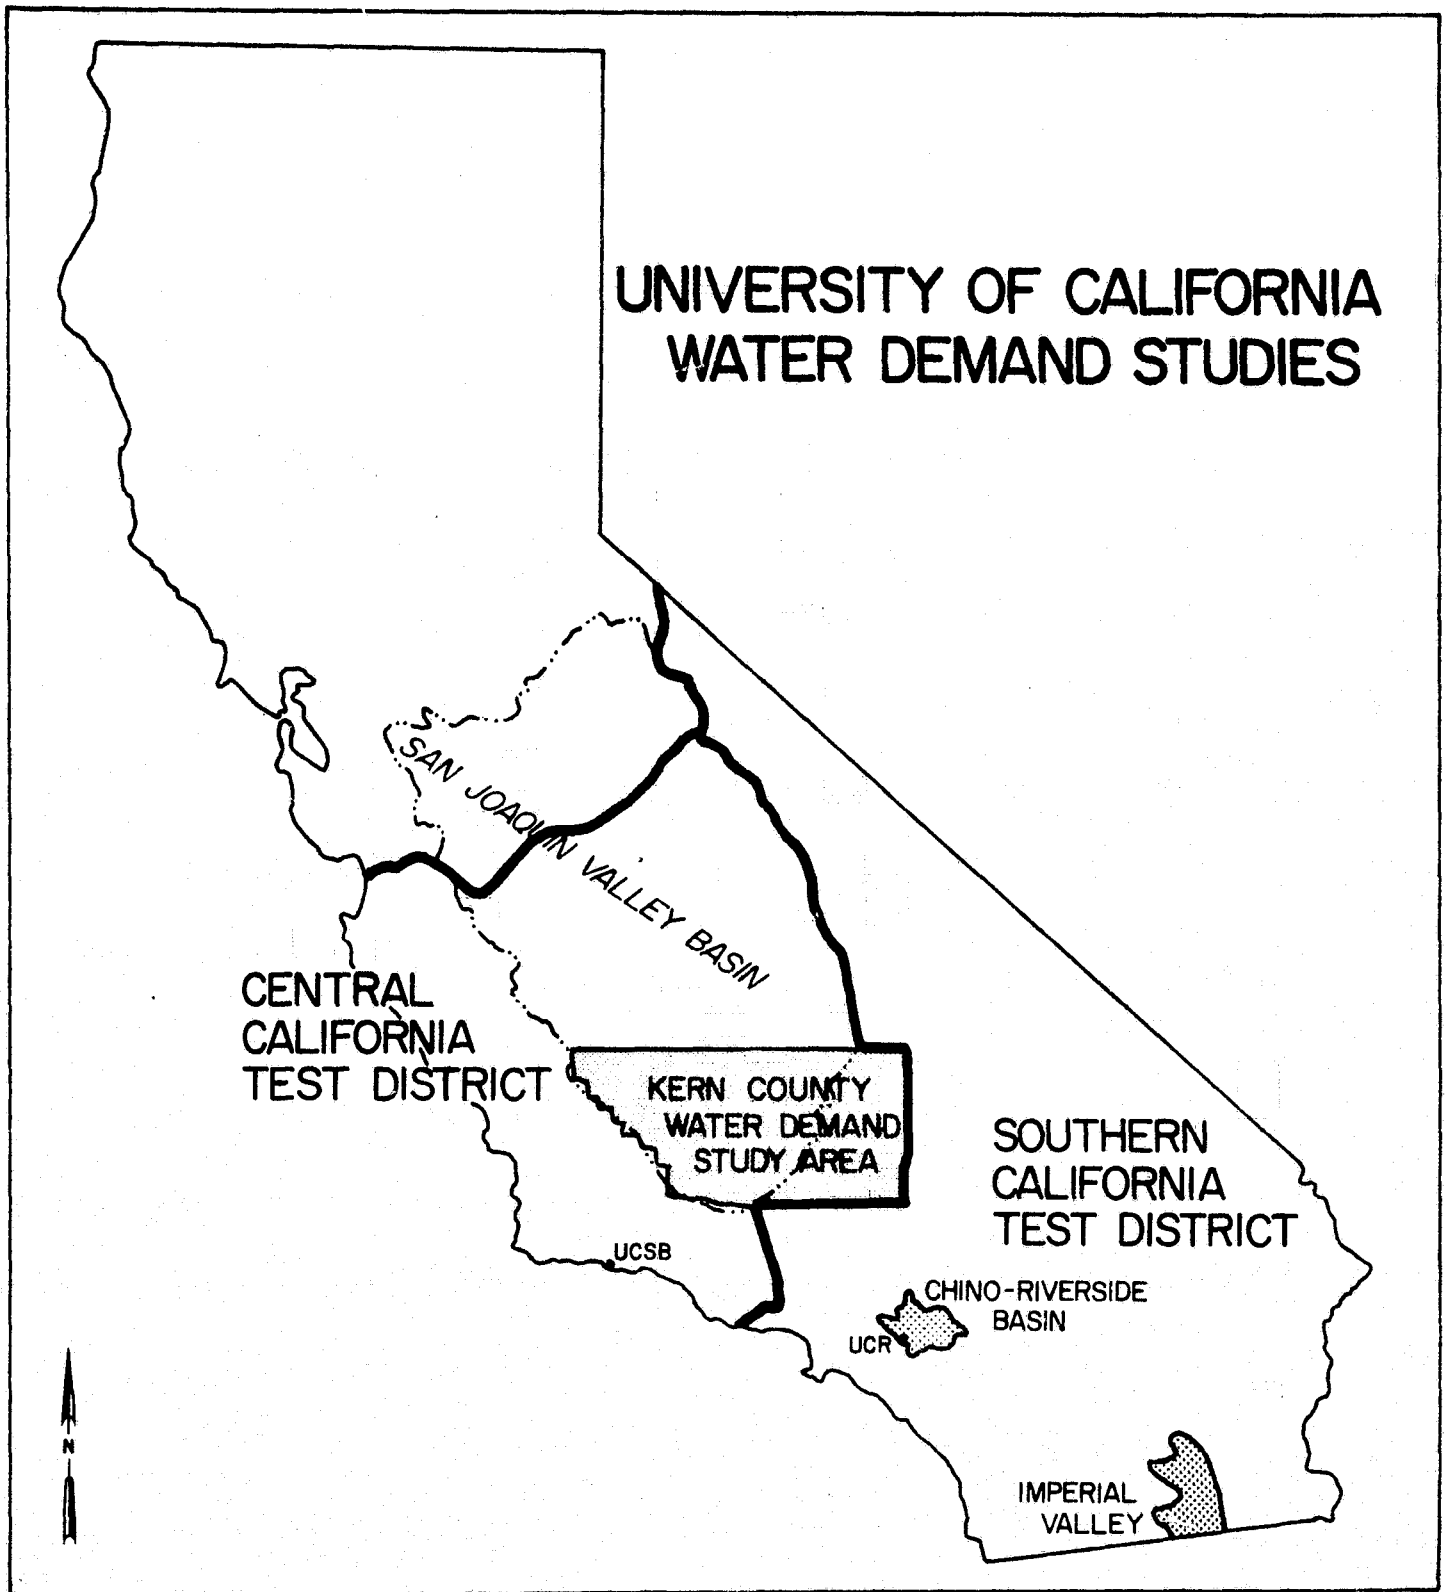 UNIVERSITY OF CALIFORNIA
WATER DEMAND STUDIES
SAN JOAQUIN VALLEY BASIN
CENTRAL
CALIFORNIA
TEST DISTRICT
KERN COUNTY
WATER DEMAND
STUDY AREA
SOUTHERN
CALIFORNIA
TEST DISTRICT
UCSB
CHINO-RIVERSIDE
BASIN
UCR
N
IMPERIAL
VALLEY